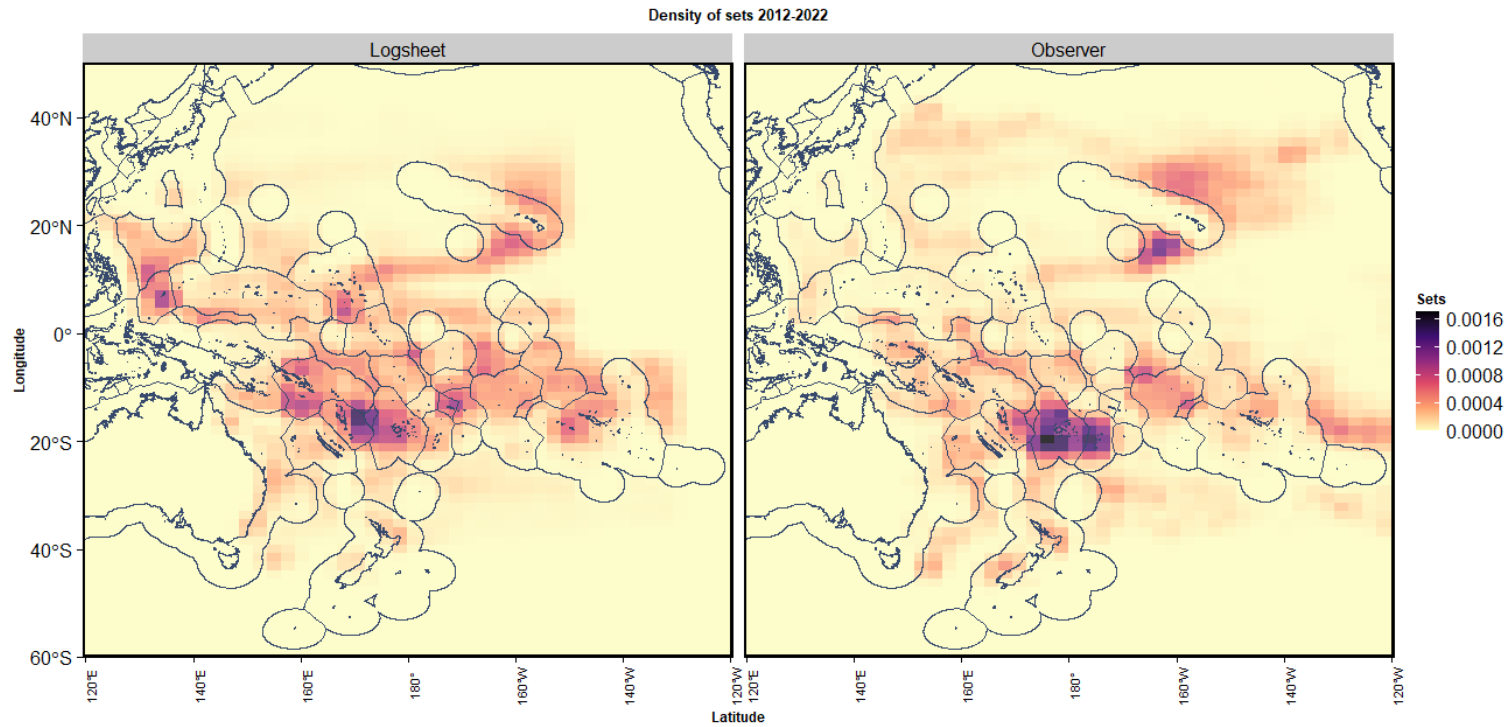 Density of sets 2012-2022
Logsheet
Observer
40°N
20°N
0°
20°S
40°S
60°S
Longitude
120°E
140°E
160°E
180°
160°W
140°W
120°W
120°E
140°E
160°E
180°
160°W
140°W
120°W
Latitude
Sets
0.0016
0.0012
0.0008
0.0004
0.0000